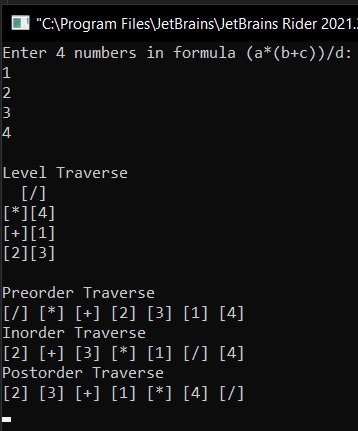 "C:\Program Files\JetBrains\JetBrains Rider 2021.
Enter 4 numbers in formula (a*(b+c))/d:
1
2
3
4
Level Traverse
[/]
[*][4]
[+][1]
[2][3]
Preorder Traverse
[/] [*] [+] [2] [3] [1] [4]
Inorder Traverse
[2] [+] [3] [*] [1] [/] [4]
Postorder Traverse
[2] [3] [+] [1] [*] [4] [/]